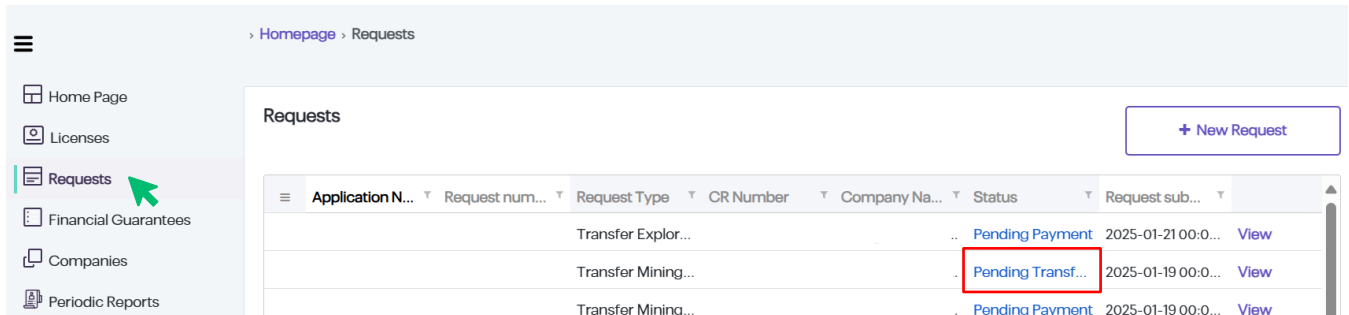 › Homepage › Requests
Home Page
Licenses
Requests
Financial Guarantees
Companies
Periodic Reports
Requests
+ New Request
Application N... Request num... Request Type CR Number Company Na... Status Request sub...
Transfer Explor... .. Pending Payment 2025-01-21 00:0... View
Transfer Mining... . Pending Transf... 2025-01-19 00:0... View
Transfer Mining... . Pending Payment 2025-01-19 00:0... View